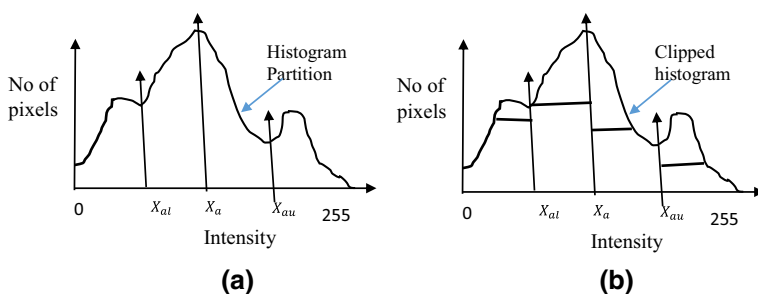 No of
pixels
Histogram
Partition
0
X_al
X_a
X_au
255
Intensity
(a)
No of
pixels
Clipped
histogram
0
X_al
X_a
X_au
255
Intensity
(b)